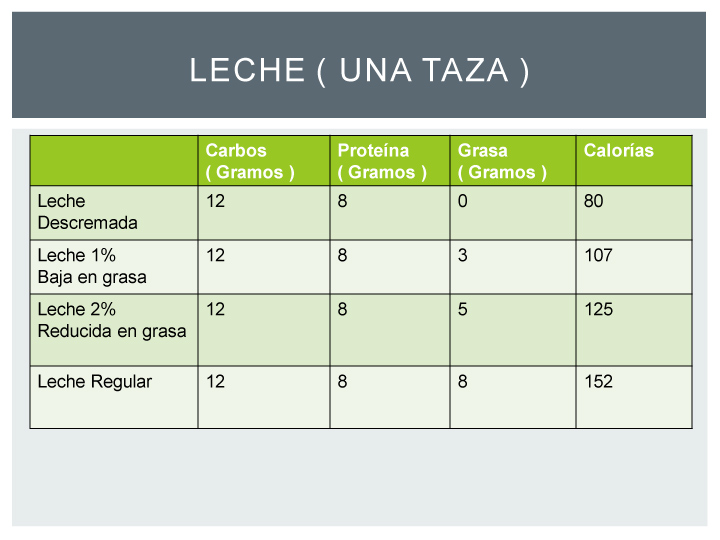 LECHE ( UNA TAZA )
Carbos Proteína Grasa Calorías
( Gramos ) ( Gramos ) ( Gramos )
Leche 12 8 0 80
Descremada
Leche 1% 12 8 3 107
Baja en grasa
Leche 2% 12 8 5 125
Reducida en grasa
Leche Regular 12 8 8 152